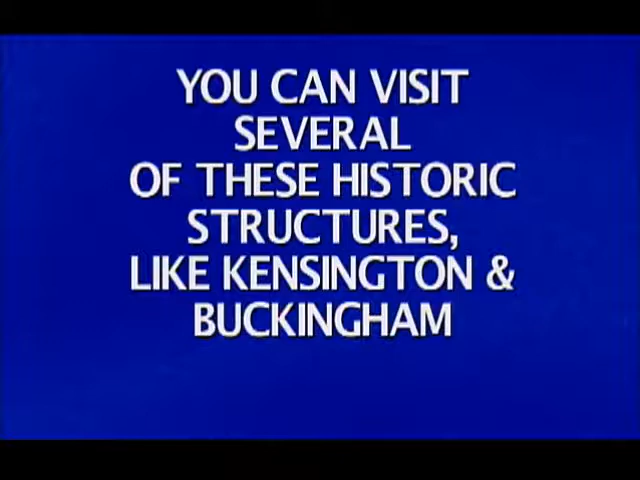 YOU CAN VISIT
SEVERAL
OF THESE HISTORIC
STRUCTURES,
LIKE KENSINGTON &
BUCKINGHAM